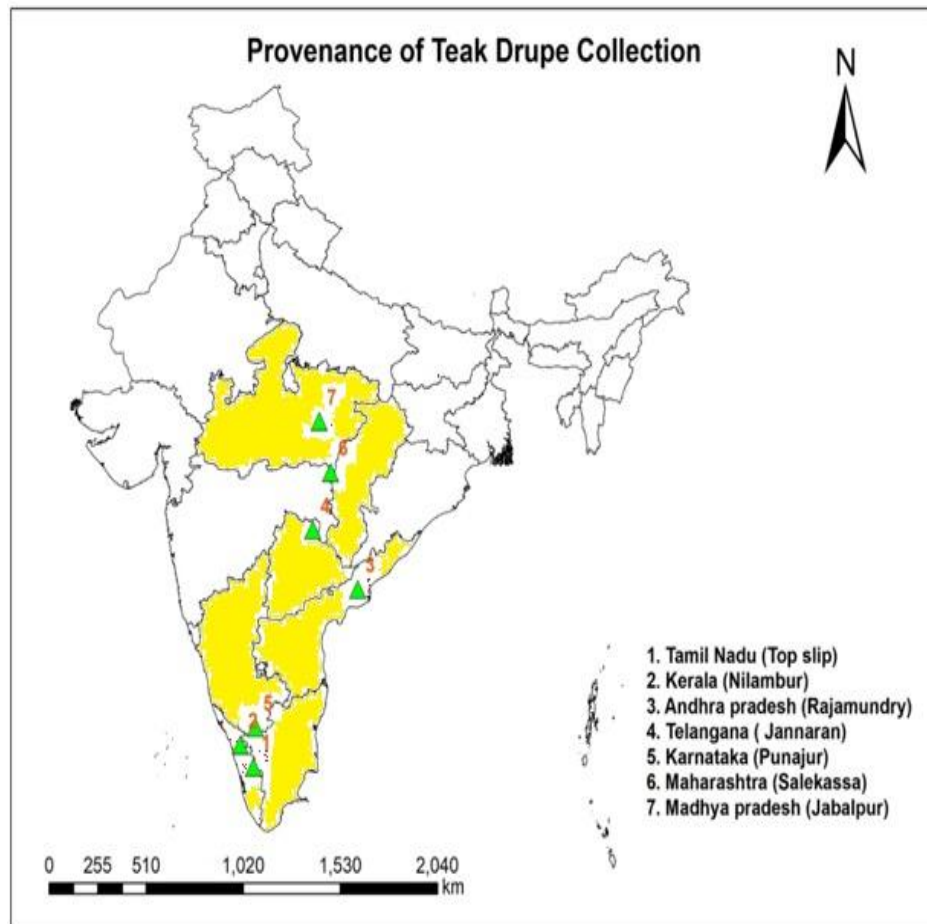 Provenance of Teak Drupe Collection
N
7
6
4
3
5
2
1
1. Tamil Nadu (Top slip)
2. Kerala (Nilambur)
3. Andhra pradesh (Rajamundry)
4. Telangana ( Jannaran)
5. Karnataka (Punajur)
6. Maharashtra (Salekassa)
7. Madhya pradesh (Jabalpur)
0 255 510 1,020 1,530 2,040
km